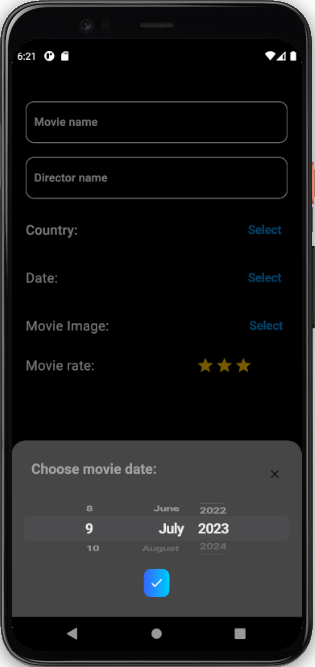 6:21
Movie name
Director name
Country: Select
Date: Select
Movie Image: Select
Movie rate:
Choose movie date:
8 June 2022
9 July 2023
10 August 2024